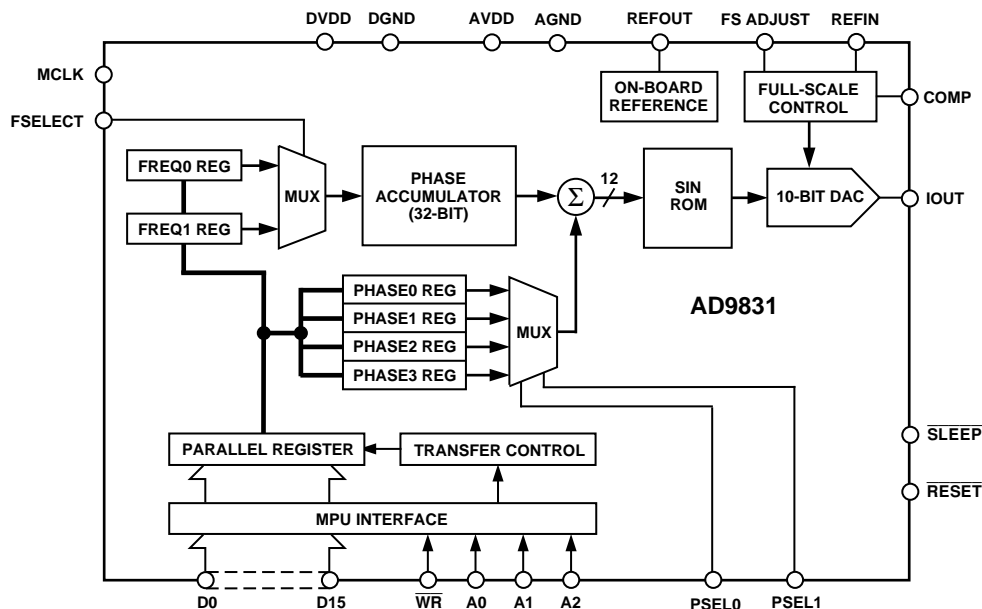 DVDD DGND AVDD AGND REFOUT FS ADJUST REFIN
MCLK
FSELECT
ON-BOARD
REFERENCE
FULL-SCALE
CONTROL
COMP
FREQ0 REG
FREQ1 REG
MUX
PHASE
ACCUMULATOR
(32-BIT)
Σ
12
SIN
ROM
10-BIT DAC
IOUT
PHASE0 REG
PHASE1 REG
PHASE2 REG
PHASE3 REG
MUX
AD9831
PARALLEL REGISTER
TRANSFER CONTROL
SLEEP
RESET
MPU INTERFACE
D0 D15 WR A0 A1 A2 PSEL0 PSEL1